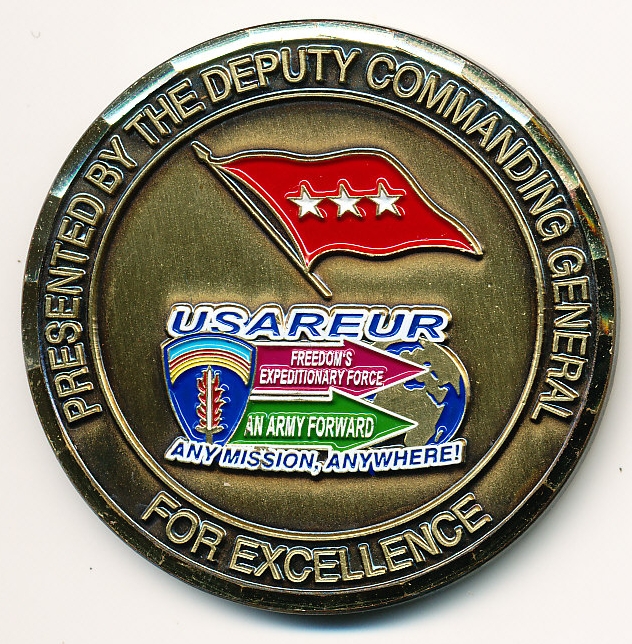 PRESENTED BY THE DEPUTY COMMANDING GENERAL
USAREUR
FREEDOM'S
EXPEDITIONARY FORCE
AN ARMY FORWARD
ANY MISSION, ANYWHERE!
FOR EXCELLENCE